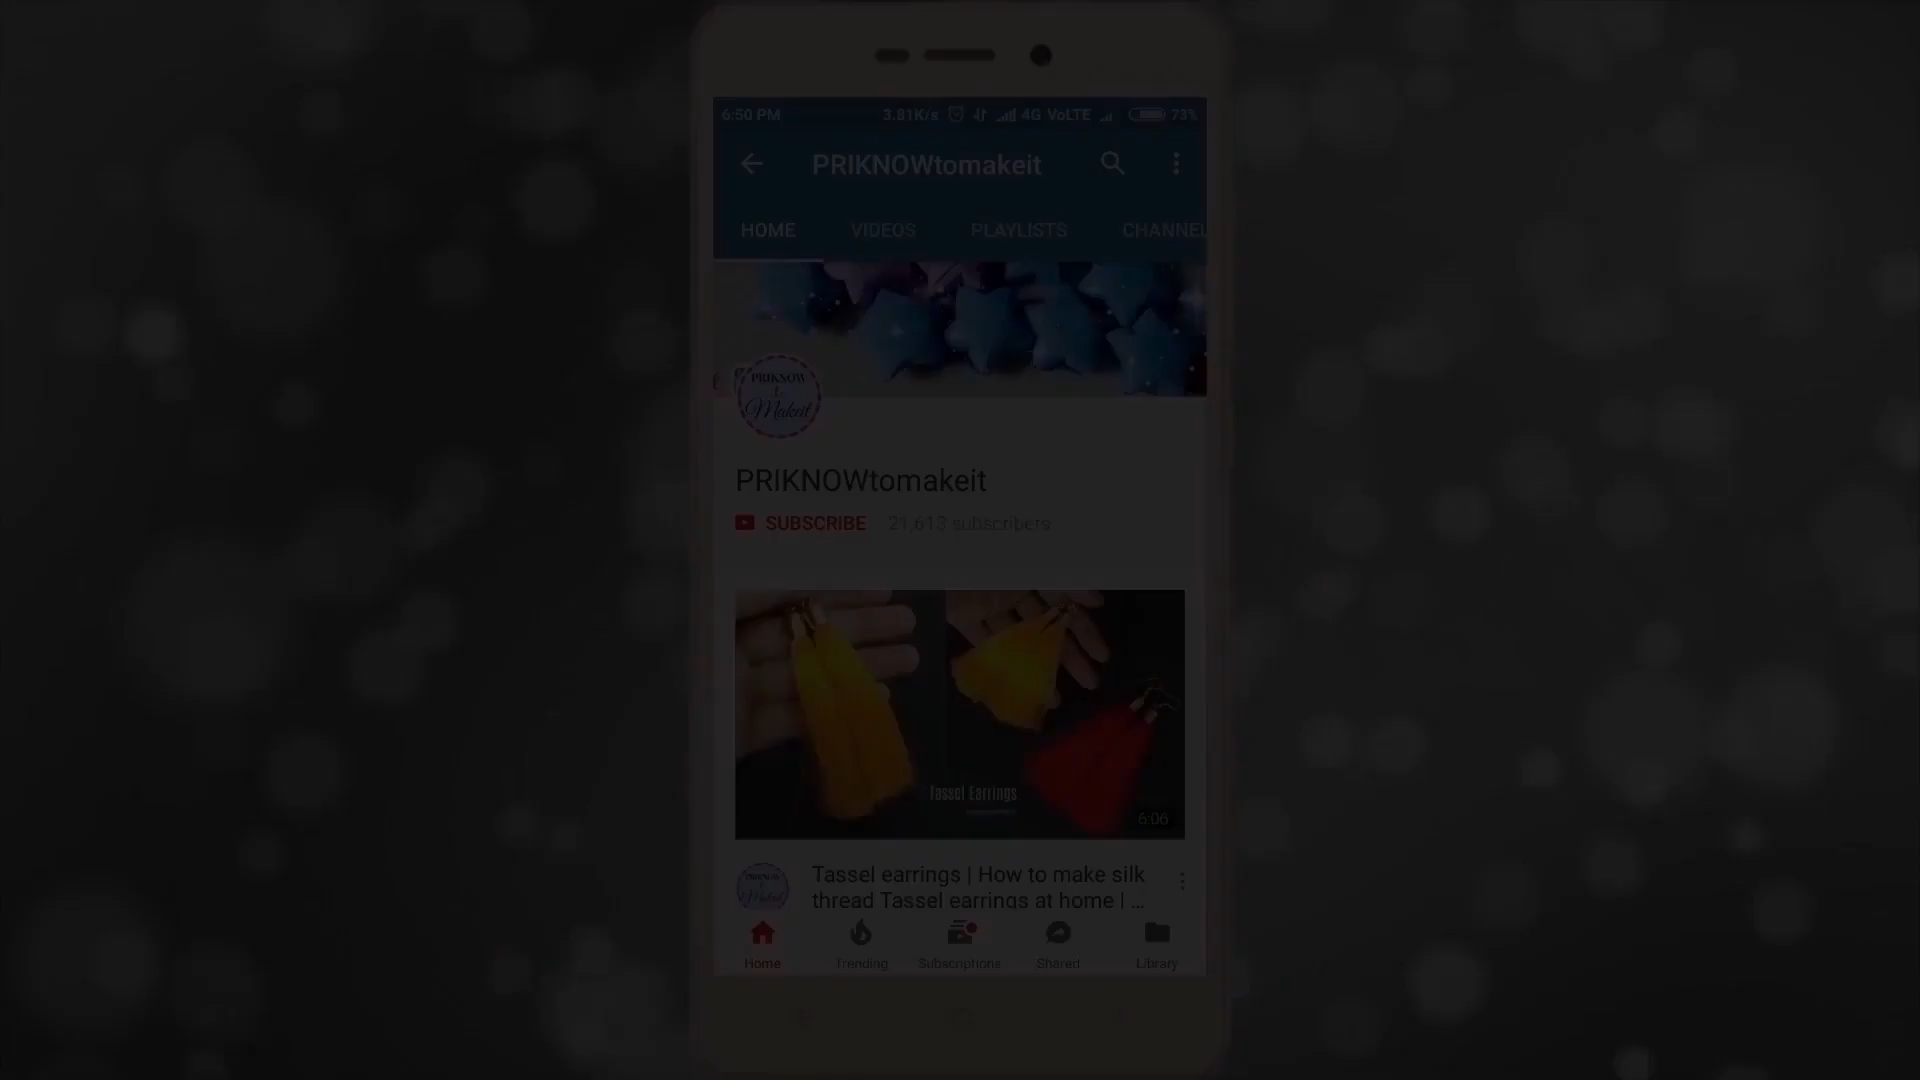 6:50 PM 3.81K/s 4G VoLTE 73%
PRIKNOWtomakeit
HOME VIDEOS PLAYLISTS CHANNEL
PRIKNOW
t
Makeit
PRIKNOWtomakeit
SUBSCRIBE 21,613 subscribers
Tassel Earrings
6:06
Tassel earrings | How to make silk
thread Tassel earrings at home | ...
PRIKNOW
t
Makeit
Home Trending Subscriptions Shared Library